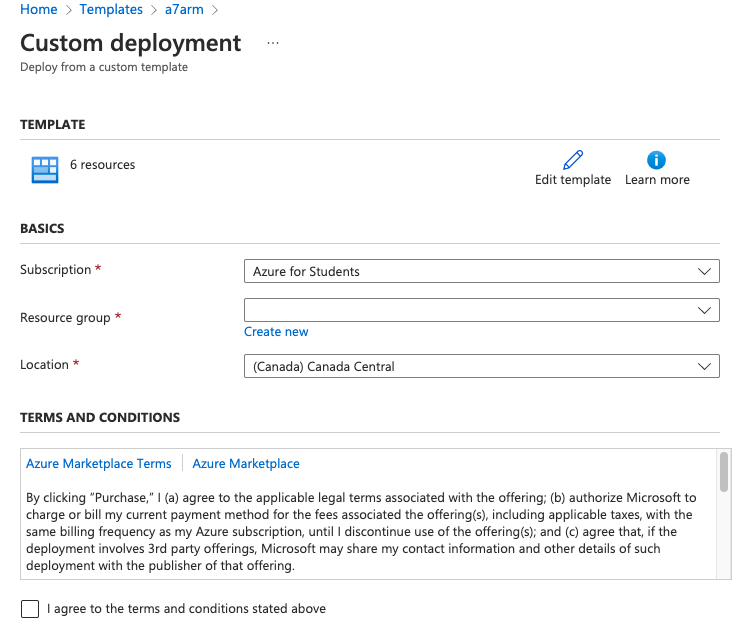 Home > Templates > a7arm >
Custom deployment ...
Deploy from a custom template
TEMPLATE
6 resources
Edit template
Learn more
BASICS
Subscription *
Azure for Students
Resource group *
Create new
Location *
(Canada) Canada Central
TERMS AND CONDITIONS
Azure Marketplace Terms | Azure Marketplace
By clicking “Purchase,” I (a) agree to the applicable legal terms associated with the offering; (b) authorize Microsoft to
charge or bill my current payment method for the fees associated the offering(s), including applicable taxes, with the
same billing frequency as my Azure subscription, until I discontinue use of the offering(s); and (c) agree that, if the
deployment involves 3rd party offerings, Microsoft may share my contact information and other details of such
deployment with the publisher of that offering.
I agree to the terms and conditions stated above